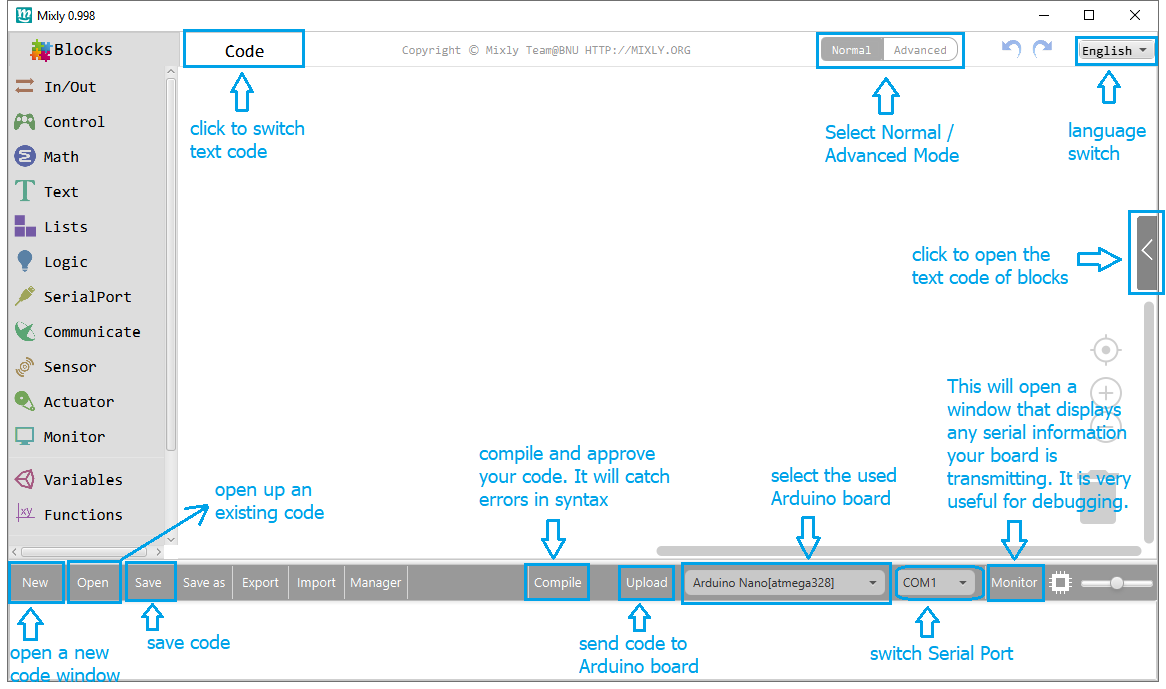 Mixly 0.998
Blocks
Code
Copyright © Mixly Team@BNU HTTP://MIXLY.ORG
Normal
Advanced
English
In/Out
Control
Math
Text
Lists
Logic
SerialPort
Communicate
Sensor
Actuator
Monitor
Variables
Functions
click to switch
text code
Select Normal /
Advanced Mode
language
switch
click to open the
text code of blocks
This will open a
window that displays
any serial information
your board is
transmitting. It is very
useful for debugging.
compile and approve
your code. It will catch
errors in syntax
select the used
Arduino board
open up an
existing code
New
Open
Save
Save as
Export
Import
Manager
Compile
Upload
Arduino Nano[atmega328]
COM1
Monitor
open a new
code window
save code
send code to
Arduino board
switch Serial Port